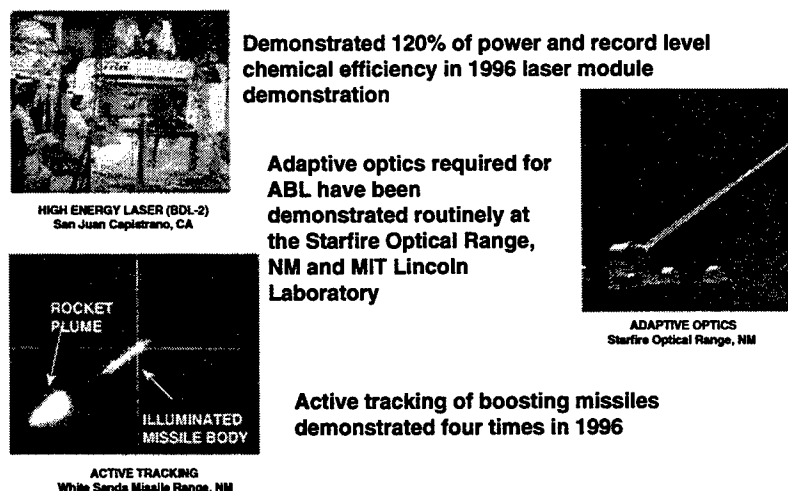 Demonstrated 120% of power and record level
chemical efficiency in 1996 laser module
demonstration
HIGH ENERGY LASER (BDL-2)
San Juan Capistrano, CA
Adaptive optics required for
ABL have been
demonstrated routinely at
the Starfire Optical Range,
NM and MIT Lincoln
Laboratory
ADAPTIVE OPTICS
Starfire Optical Range, NM
ROCKET
PLUME
ILLUMINATED
MISSILE BODY
ACTIVE TRACKING
White Sands Missile Range, NM
Active tracking of boosting missiles
demonstrated four times in 1996